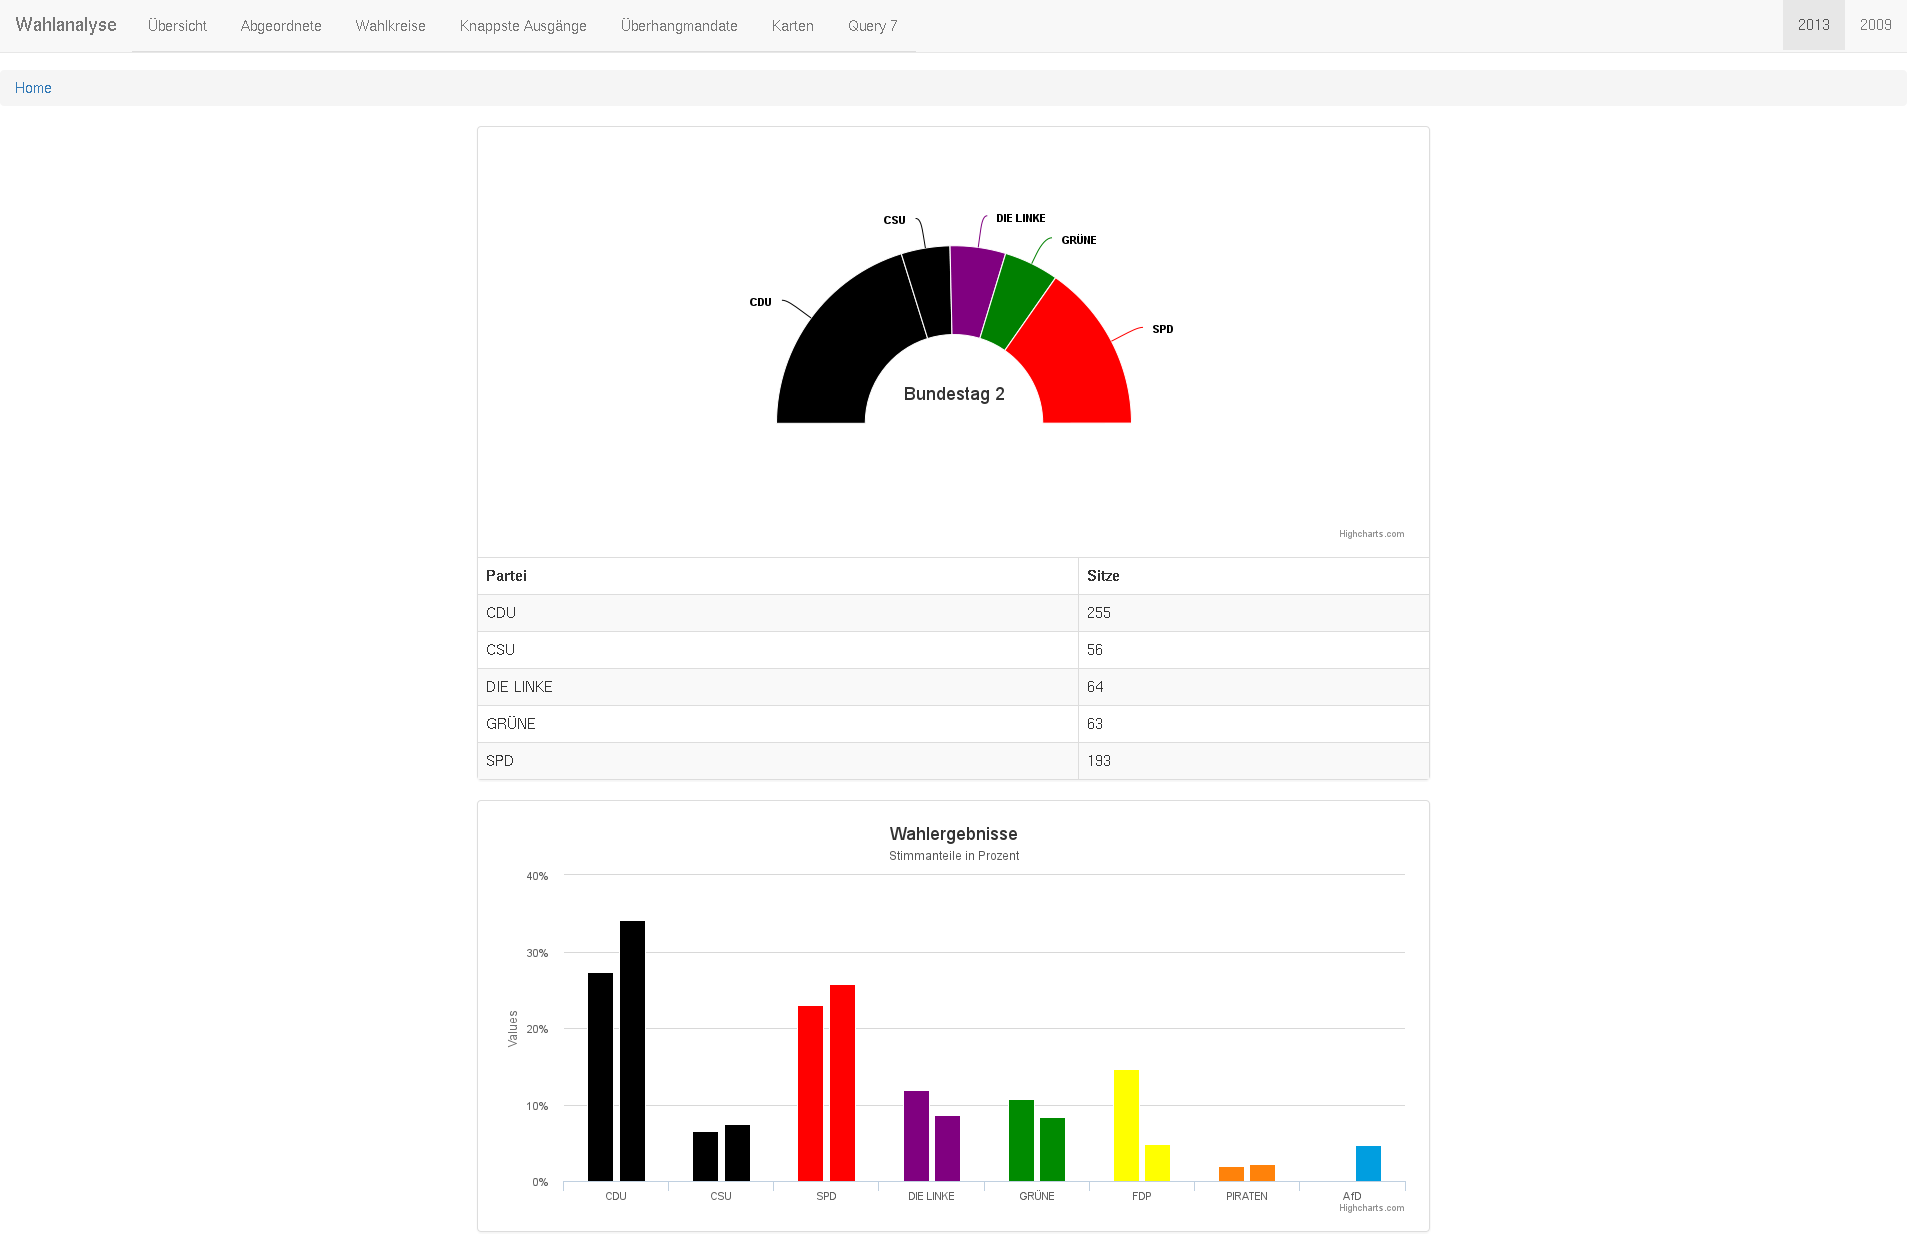 Wahlanalyse Übersicht Abgeordnete Wahlkreise Knappste Ausgänge Überhangmandate Karten Query 7 2013 2009
Home
CSU
DIE LINKE
GRÜNE
CDU
SPD
Bundestag 2
Highcharts.com
Partei Sitze
CDU 255
CSU 56
DIE LINKE 64
GRÜNE 63
SPD 193
Wahlergebnisse
Stimmanteile in Prozent
Values
40%
30%
20%
10%
0%
CDU CSU SPD DIE LINKE GRÜNE FDP PIRATEN AfD
Highcharts.com